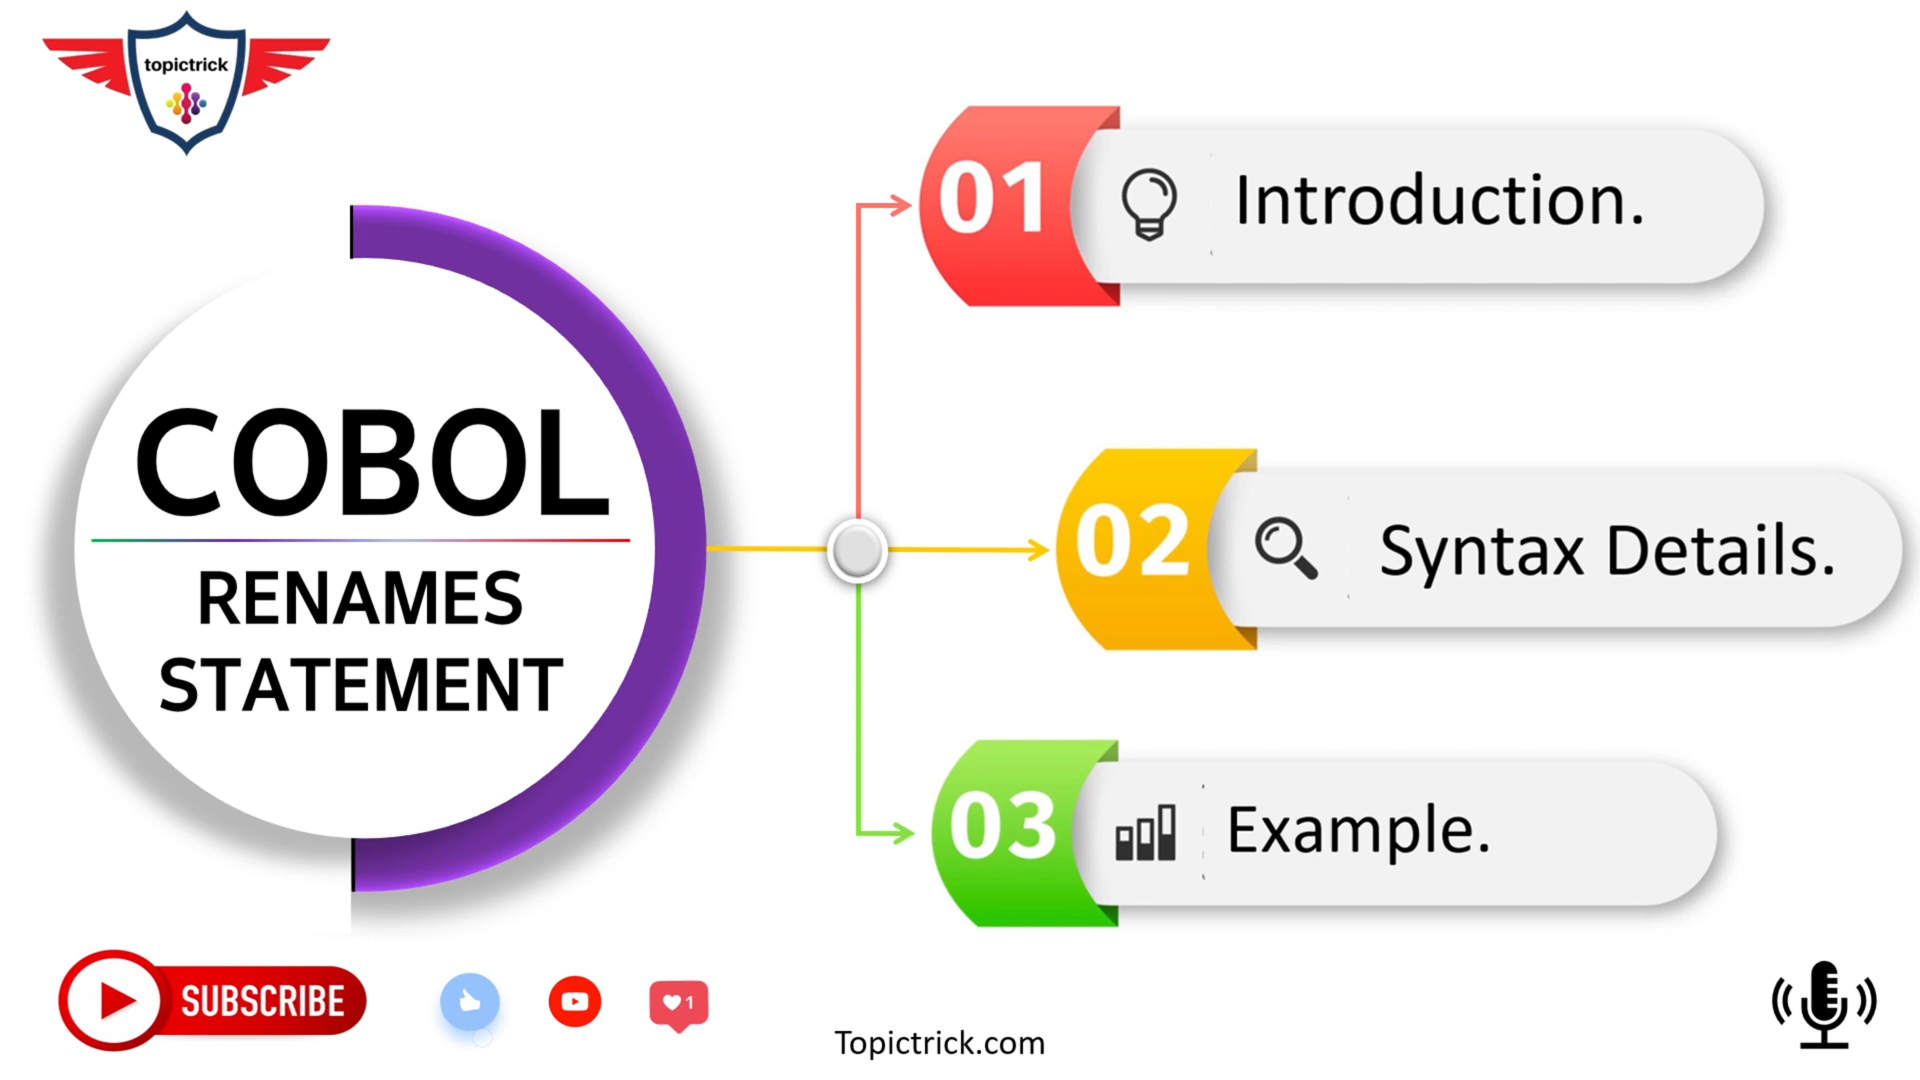 topictrick
COBOL
RENAMES
STATEMENT
01
Introduction.
02
Syntax Details.
03
Example.
SUBSCRIBE
1
Topictrick.com